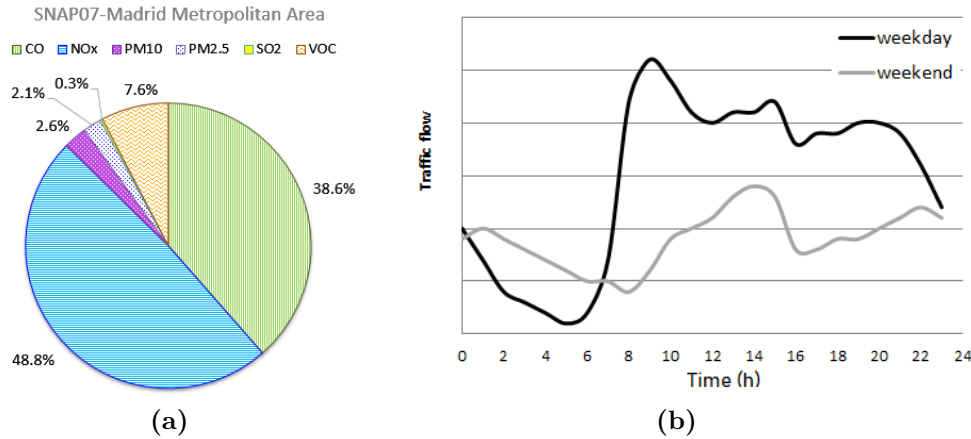 SNAP07-Madrid Metropolitan Area
CO NOx PM10 PM2.5 SO2 VOC
0.3%
7.6%
2.1%
2.6%
38.6%
48.8%
(a)
weekday
weekend
Traffic flow
0 2 4 6 8 10 12 14 16 18 20 22 24
Time (h)
(b)